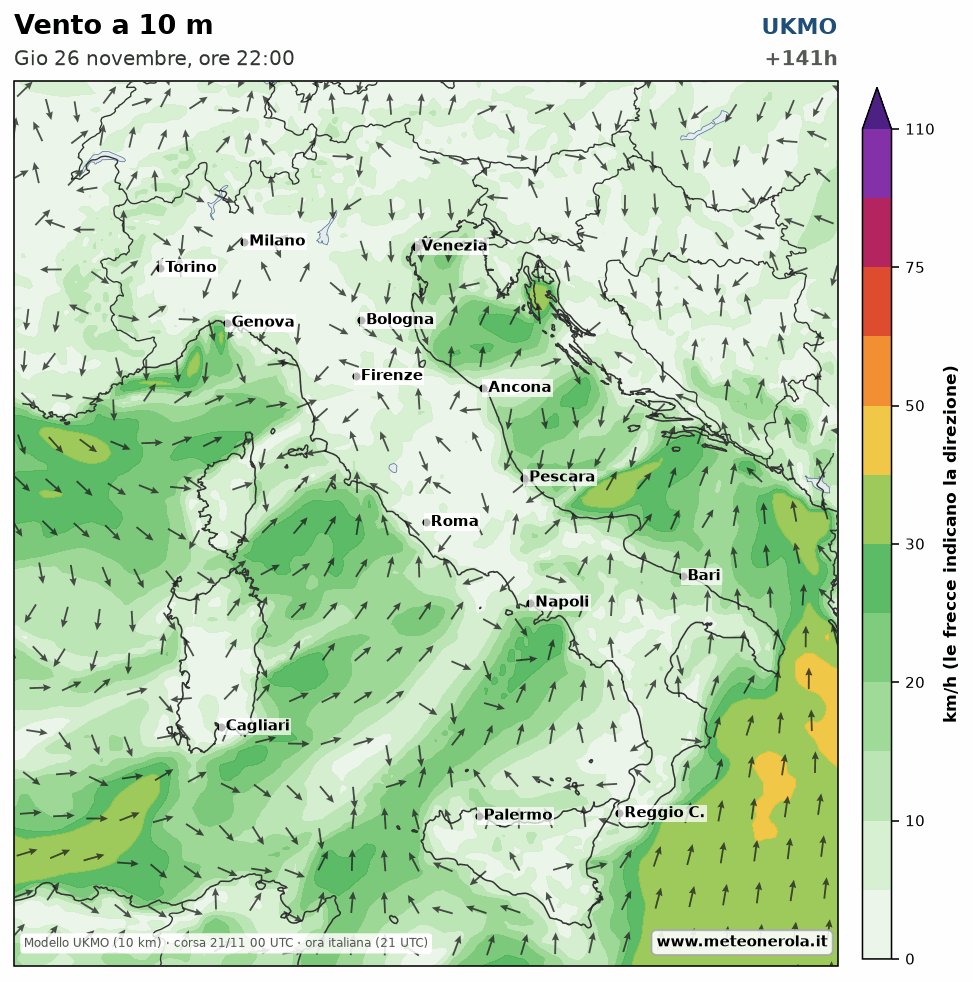 Vento a 10 m
UKMO
Gio 26 novembre, ore 22:00
+141h
110
75
50
30
20
10
0
km/h (le frecce indicano la direzione)
Venezia
Milano
Torino
Genova
Bologna
Firenze
Ancona
Pescara
Roma
Bari
Napoli
Cagliari
Palermo
Reggio C.
Modello UKMO (10 km) · corsa 21/11 00 UTC · ora italiana (21 UTC)
www.meteonerola.it